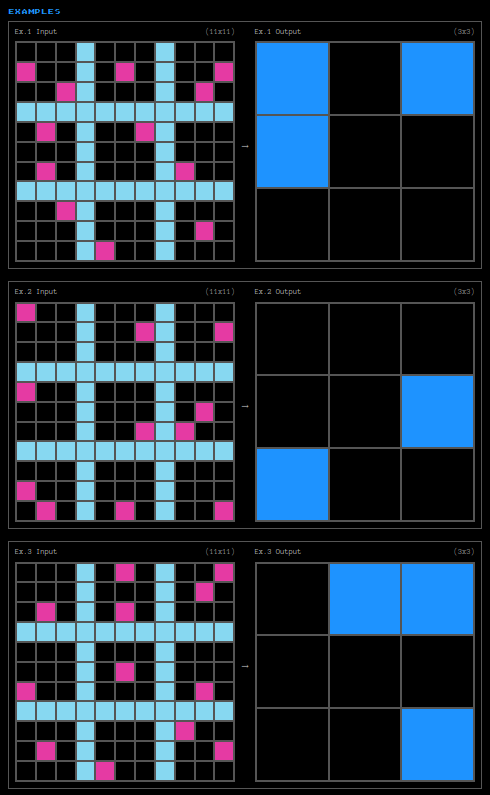 EXAMPLES
Ex.1 Input (11x11) Ex.1 Output (3x3)
→
Ex.2 Input (11x11) Ex.2 Output (3x3)
→
Ex.3 Input (11x11) Ex.3 Output (3x3)
→